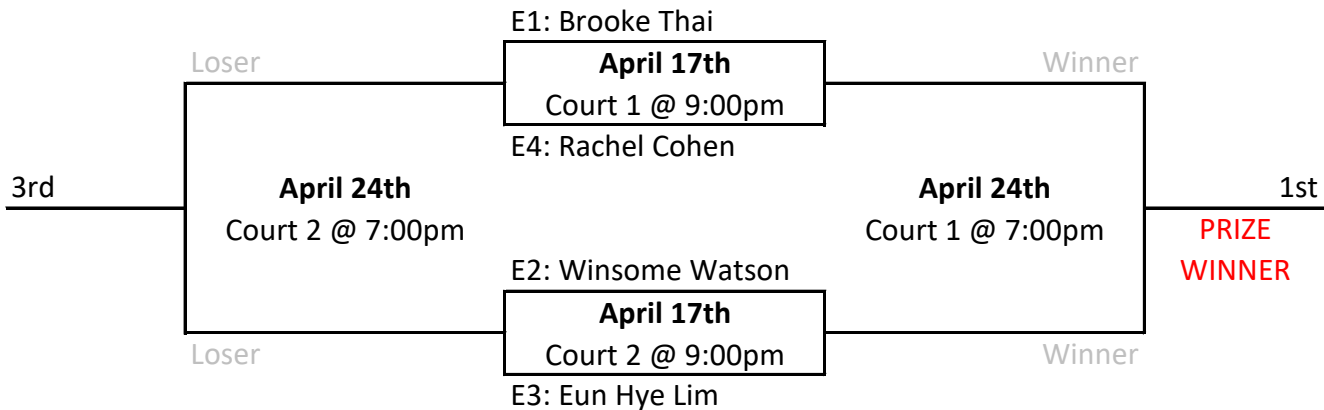 E1: Brooke Thai
Loser
April 17th
Winner
Court 1 @ 9:00pm
E4: Rachel Cohen
3rd
April 24th
April 24th
1st
Court 2 @ 7:00pm
Court 1 @ 7:00pm
PRIZE
WINNER
E2: Winsome Watson
April 17th
Loser
Court 2 @ 9:00pm
Winner
E3: Eun Hye Lim